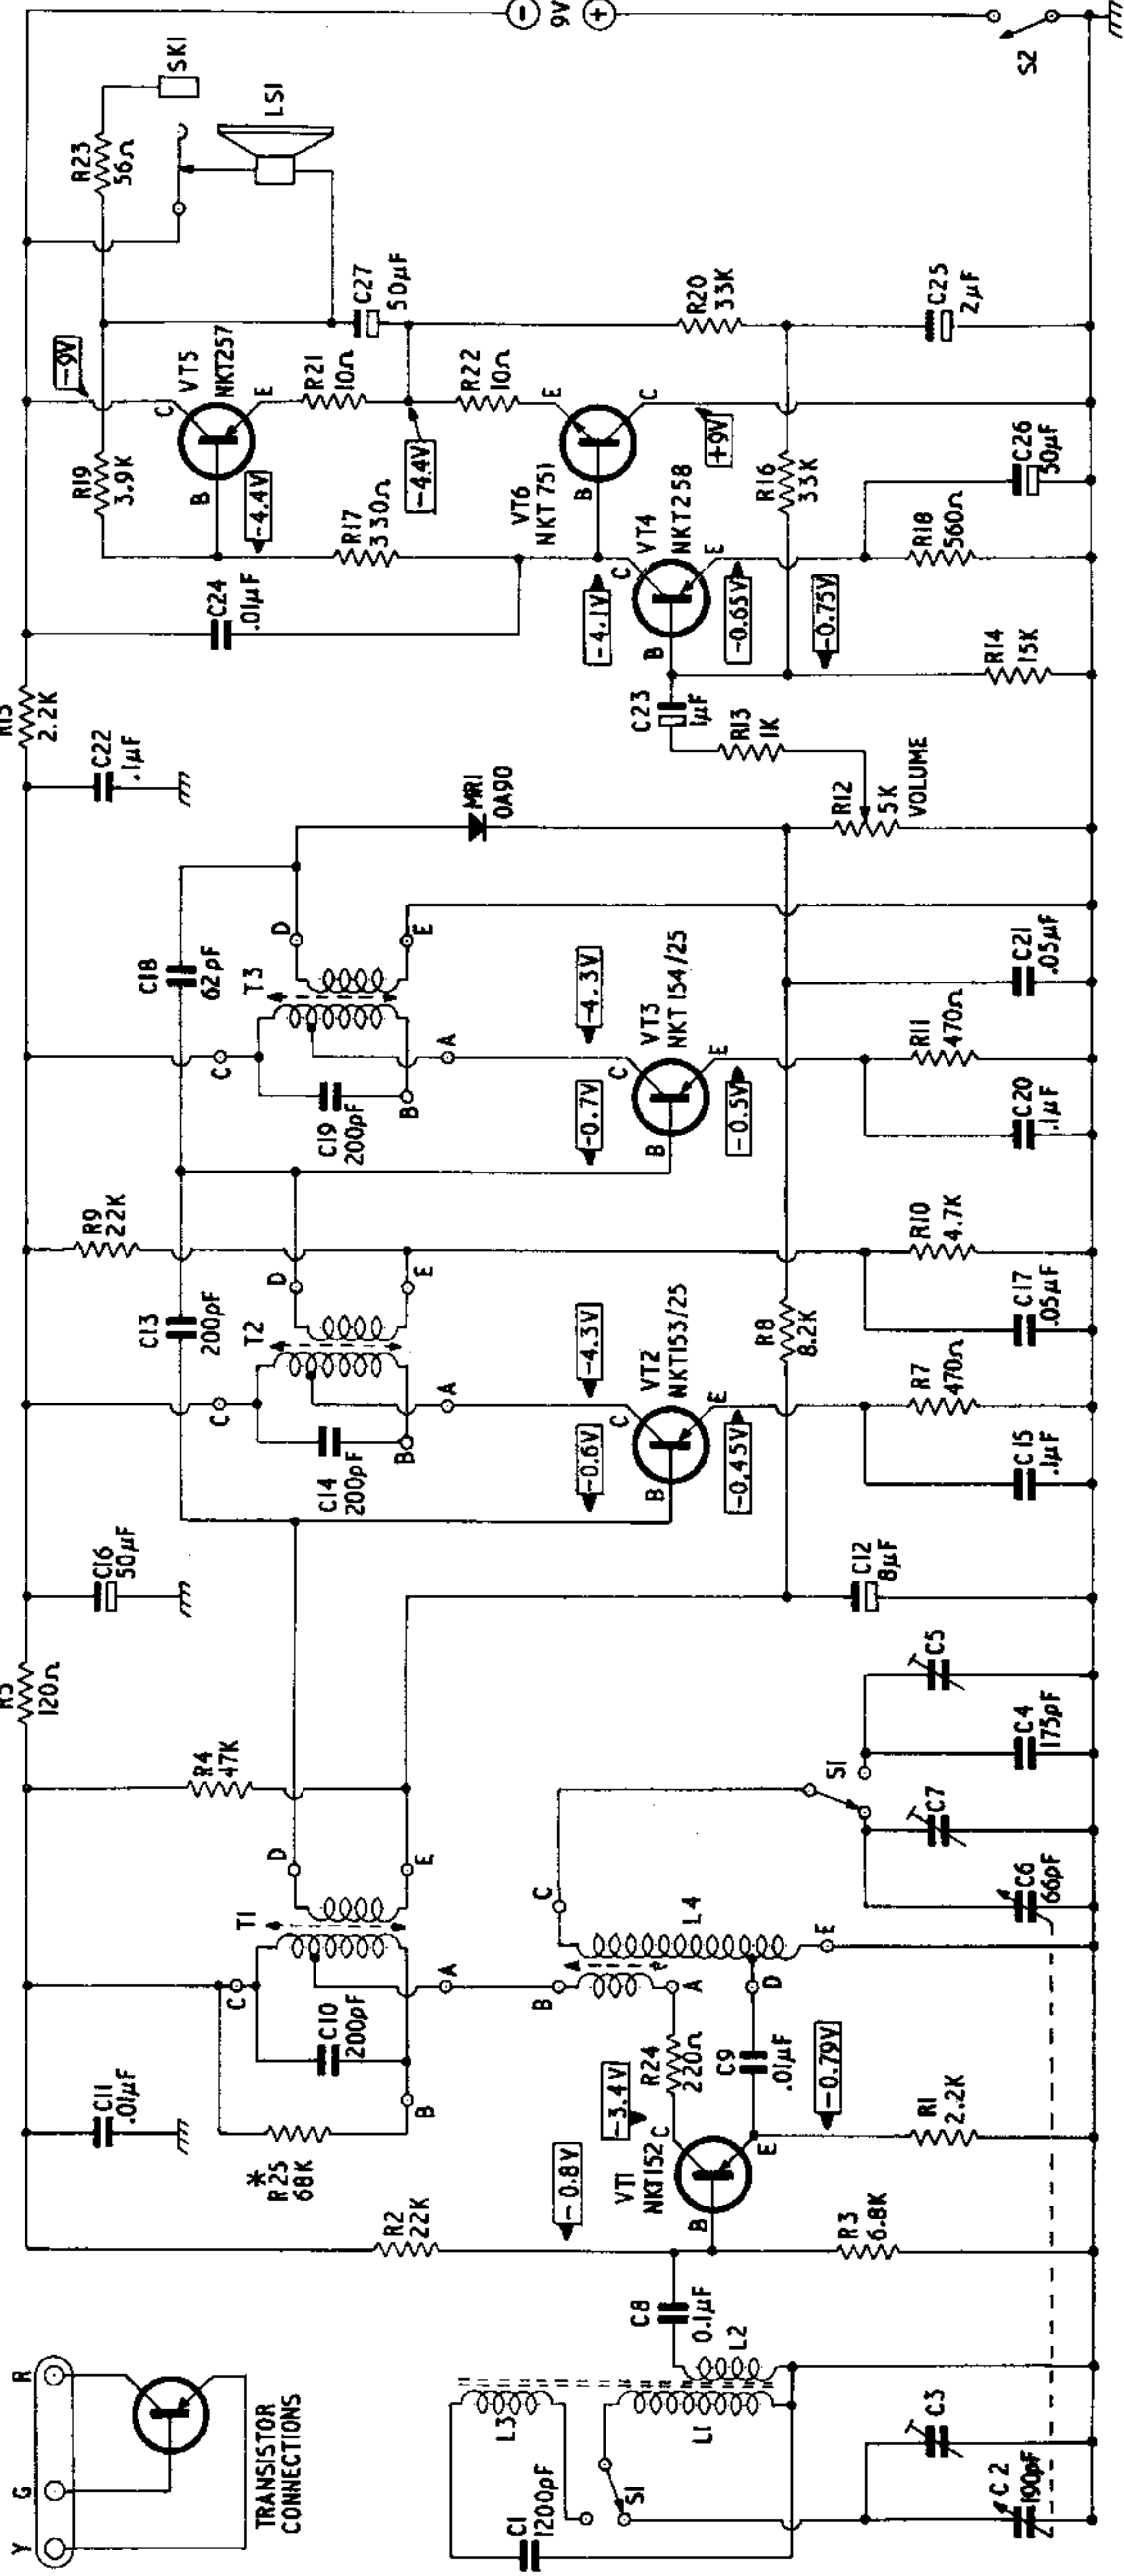 Y
G
R
TRANSISTOR
CONNECTIONS
C1
1200pF
L3
S1
L1
L2
C8
0.1µF
C2
190pF
C3
R2
22K
R3
6.8K
-0.8V
*
R25
68K
C11
.01µF
C10
200pF
T1
A
B
C
D
E
VT1
NKT152
B
C
E
-3.4V
-0.79V
R24
220Ω
C9
.01µF
R1
2.2K
A
B
C
D
E
L4
S1
C6
66pF
C7
C4
175pF
C5
R4
47K
R5
120Ω
C16
50µF
C12
8µF
C13
200pF
C14
200pF
T2
A
B
C
D
E
-0.6V
-4.3V
VT2
NKT153/25
B
C
E
-0.45V
C15
.1µF
R7
470Ω
C17
.05µF
R8
8.2K
R9
22K
R10
4.7K
C18
62pF
C19
200pF
T3
A
B
C
D
E
-0.7V
-4.3V
VT3
NKT 154/25
B
C
E
-0.5V
C20
.1µF
R11
470Ω
C21
.05µF
MR1
OA90
R12
5K
VOLUME
C22
.1µF
R15
2.2K
C23
1µF
R13
1K
R14
15K
-0.75V
C24
.01µF
VT4
NKT258
B
C
E
-4.1V
-0.65V
R16
33K
R17
330Ω
R18
560Ω
C26
50µF
R19
3.9K
-4.4V
VT5
NKT257
B
C
E
-9V
R21
10Ω
-4.4V
R22
10Ω
VT6
NKT 751
B
E
C
+9V
C27
50µF
R20
33K
C25
2µF
R23
56Ω
SK1
LS1
-
9V
+
S2